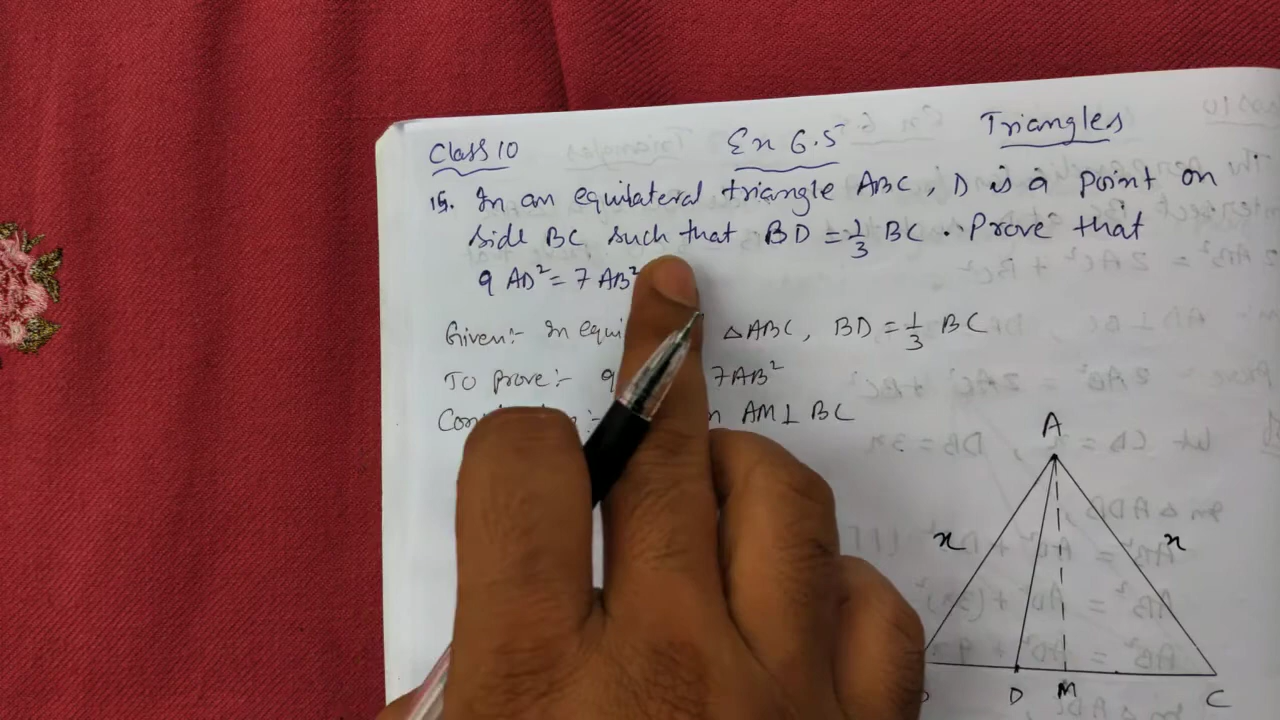 Class 10 Ex 6.5 Triangles
15. In an equilateral triangle ABC, D is a point on
side BC such that BD = 1/3 BC. Prove that
9 AD² = 7 AB²
Given:- In △ABC, BD = 1/3 BC
To prove:- 9 7AB²
AM ⊥ BC
A
x x
D M C